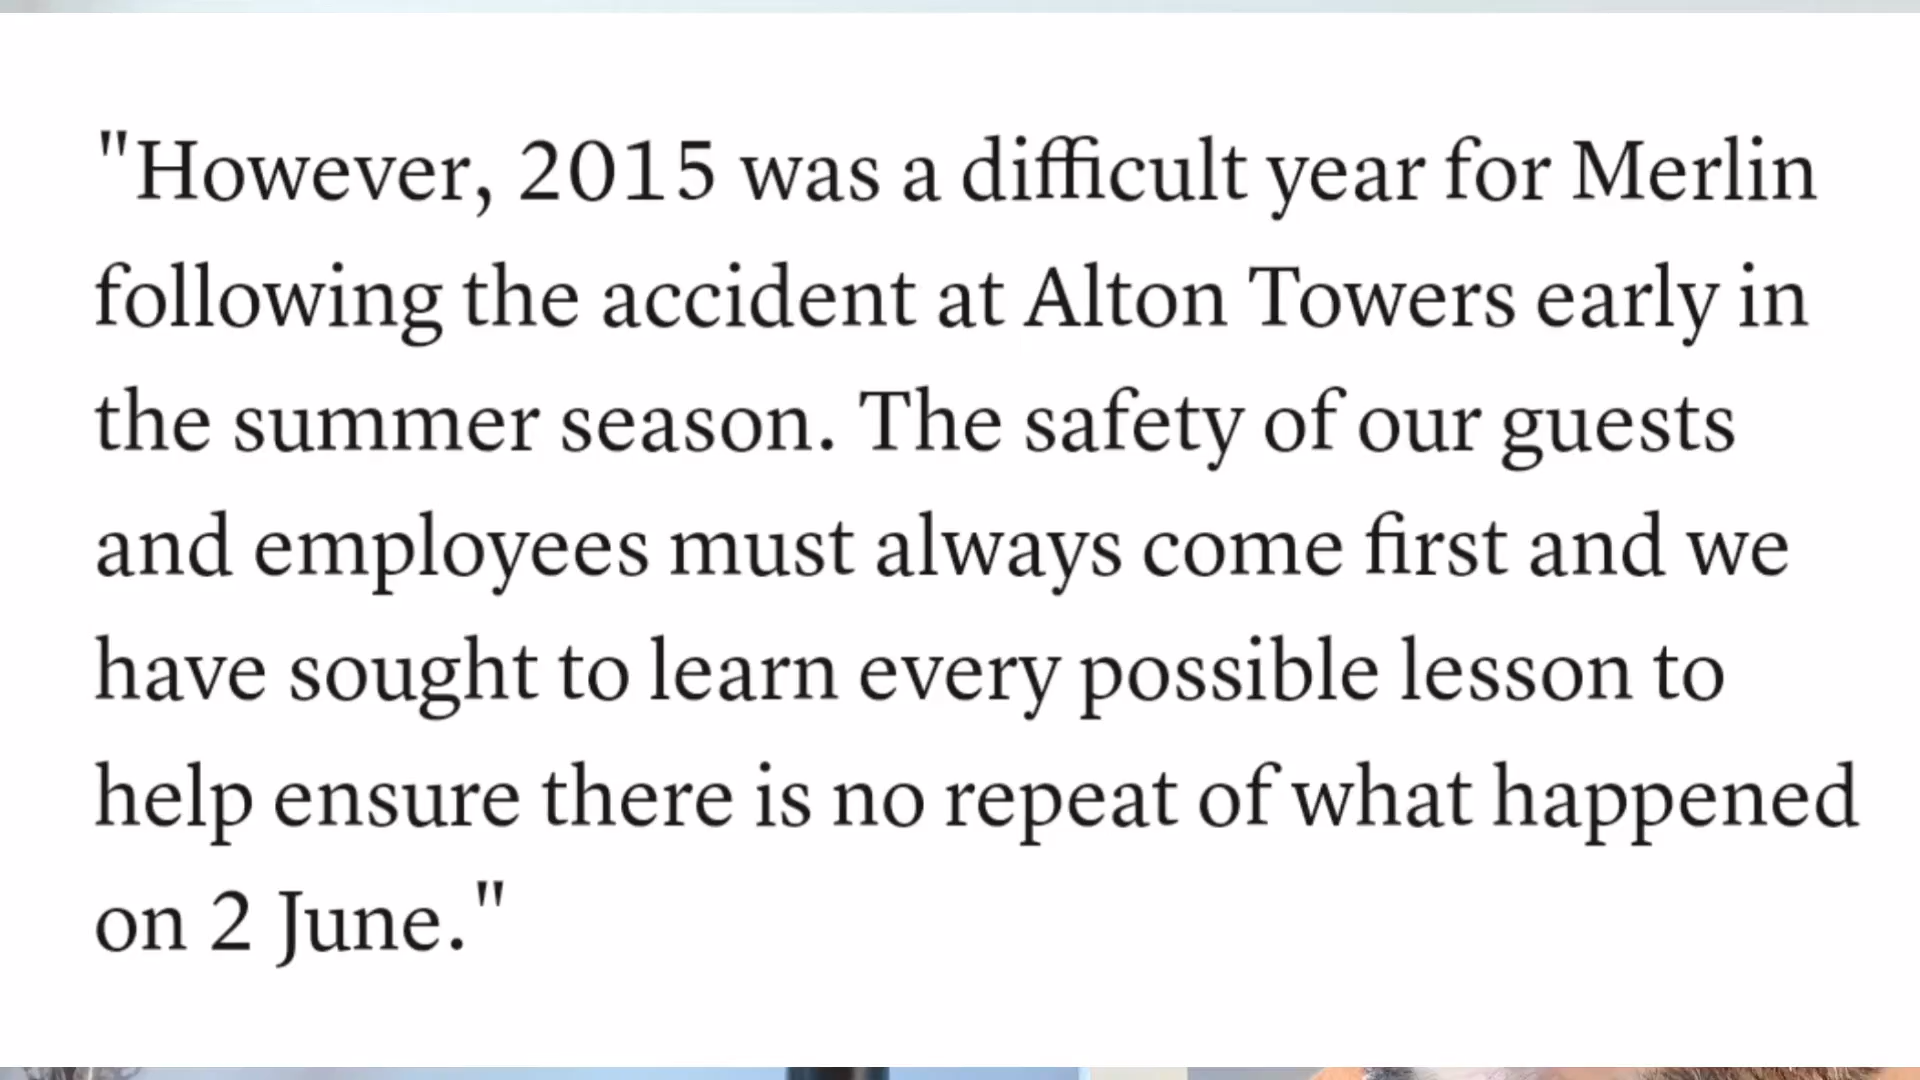 "However, 2015 was a difficult year for Merlin
following the accident at Alton Towers early in
the summer season. The safety of our guests
and employees must always come first and we
have sought to learn every possible lesson to
help ensure there is no repeat of what happened
on 2 June."